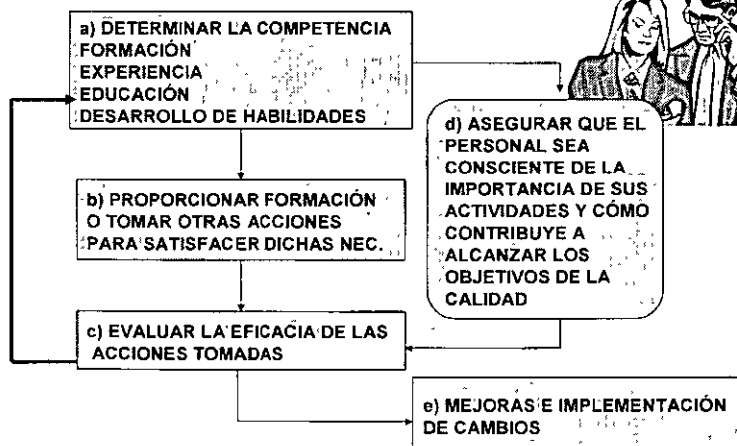 a) DETERMINAR LA COMPETENCIA
FORMACIÓN
EXPERIENCIA
EDUCACIÓN
DESARROLLO DE HABILIDADES
b) PROPORCIONAR FORMACIÓN
O TOMAR OTRAS ACCIONES
PARA SATISFACER DICHAS NEC.
c) EVALUAR LA EFICACIA DE LAS
ACCIONES TOMADAS
d) ASEGURAR QUE EL
PERSONAL SEA
CONSCIENTE DE LA
IMPORTANCIA DE SUS
ACTIVIDADES Y CÓMO
CONTRIBUYE A
ALCANZAR LOS
OBJETIVOS DE LA
CALIDAD
e) MEJORAS E IMPLEMENTACIÓN
DE CAMBIOS